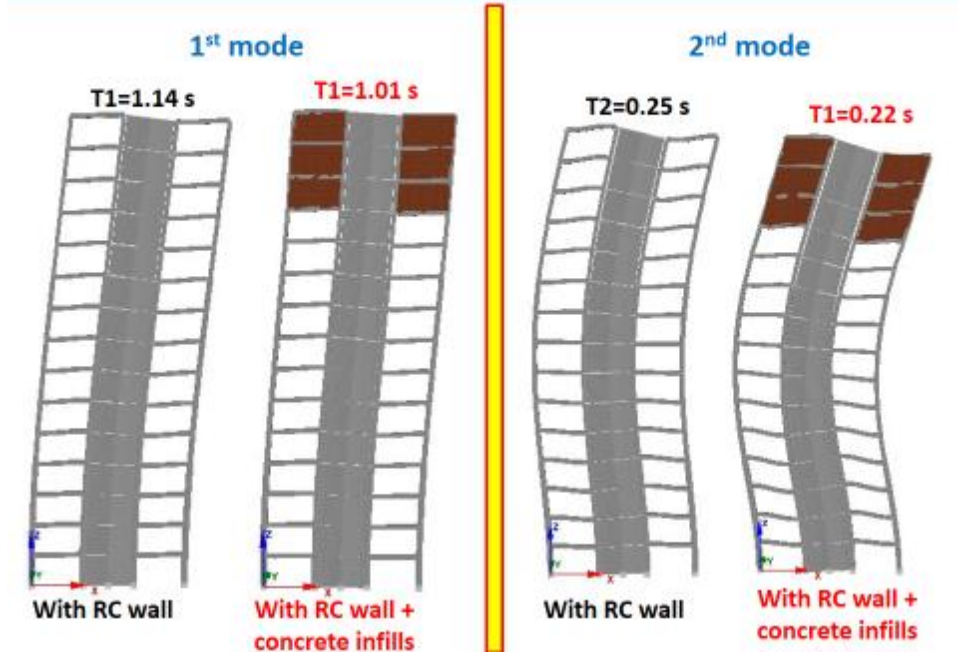 1st mode
2nd mode
T1=1.14 s
T1=1.01 s
T2=0.25 s
T1=0.22 s
Z
Y
X
Z
Y
X
Z
Y
X
Z
Y
X
With RC wall
With RC wall +
concrete infills
With RC wall
With RC wall +
concrete infills